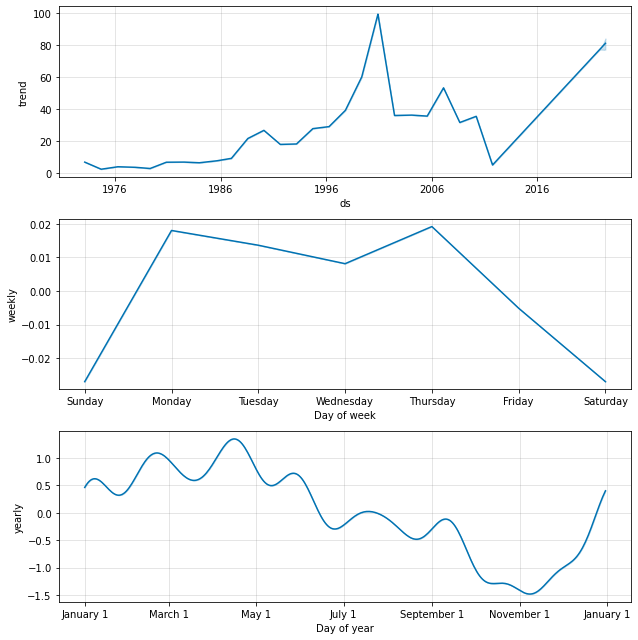 100
80
60
40
20
0
trend
1976 1986 1996 2006 2016
ds
0.02
0.01
0.00
−0.01
−0.02
weekly
Sunday Monday Tuesday Wednesday Thursday Friday Saturday
Day of week
1.0
0.5
0.0
−0.5
−1.0
−1.5
yearly
January 1 March 1 May 1 July 1 September 1 November 1 January 1
Day of year